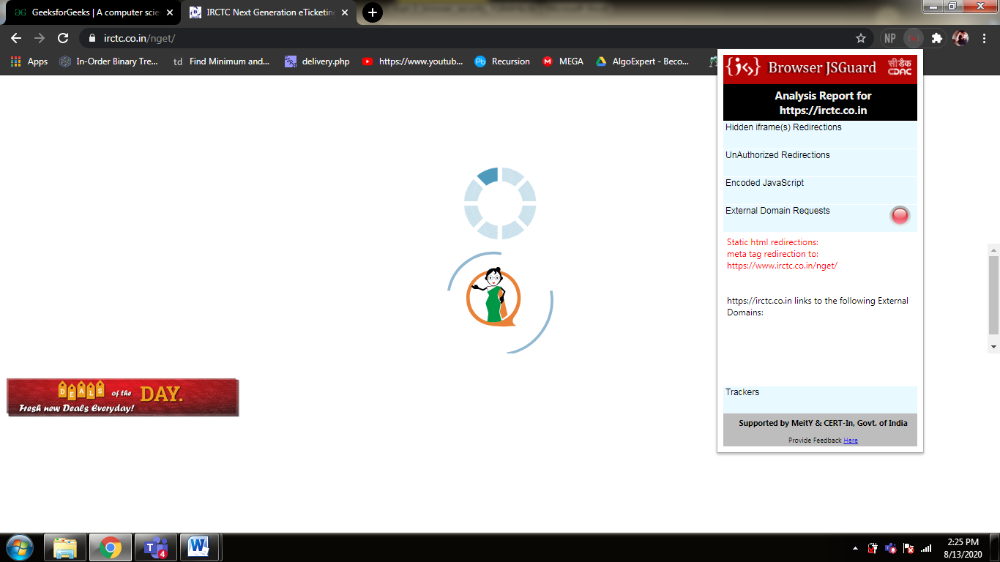 GeeksforGeeks | A computer scie
IRCTC Next Generation eTicketing
irctc.co.in/nget/
NP
Apps
In-Order Binary Tre...
td Find Minimum and...
delivery.php
https://www.youtub...
Pb Recursion
M MEGA
AlgoExpert - Beco...
{js} Browser JSGuard सी डैक CDAC
Analysis Report for
https://irctc.co.in
Hidden iframe(s) Redirections
UnAuthorized Redirections
Encoded JavaScript
External Domain Requests
Static html redirections:
meta tag redirection to:
https://www.irctc.co.in/nget/
https://irctc.co.in links to the following External
Domains:
DEALS of the DAY.
Fresh new Deals Everyday!
Trackers
Supported by MeitY & CERT-In, Govt. of India
Provide Feedback Here
T 4
W
2:25 PM
8/13/2020